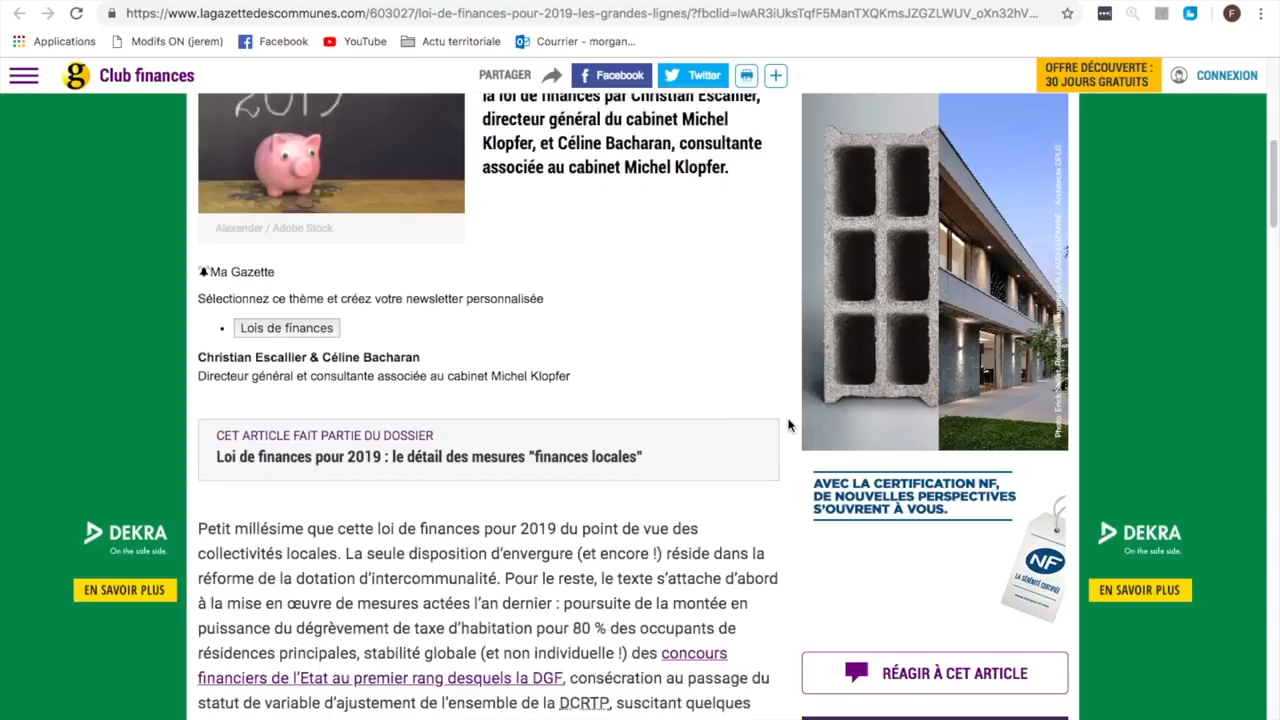 https://www.lagazettedescommunes.com/603027/loi-de-finances-pour-2019-les-grandes-lignes/?fbclid=IwAR3iUksTqfF5ManTXQKmsJZGZLWUV_oXn32hV...
F
Applications
Modifs ON (jerem)
Facebook
YouTube
Actu territoriale
Courrier - morgan...
g Club finances
PARTAGER
Facebook
Twitter
OFFRE DÉCOUVERTE :
30 JOURS GRATUITS
CONNEXION
2019
la loi de finances par Christian Escallier,
directeur général du cabinet Michel
Klopfer, et Céline Bacharan, consultante
associée au cabinet Michel Klopfer.
Alexander / Adobe Stock
Ma Gazette
Sélectionnez ce thème et créez votre newsletter personnalisée
Lois de finances
Christian Escallier & Céline Bacharan
Directeur général et consultante associée au cabinet Michel Klopfer
CET ARTICLE FAIT PARTIE DU DOSSIER
Loi de finances pour 2019 : le détail des mesures "finances locales"
Petit millésime que cette loi de finances pour 2019 du point de vue des
collectivités locales. La seule disposition d'envergure (et encore !) réside dans la
réforme de la dotation d'intercommunalité. Pour le reste, le texte s'attache d'abord
à la mise en œuvre de mesures actées l'an dernier : poursuite de la montée en
puissance du dégrèvement de taxe d'habitation pour 80 % des occupants de
résidences principales, stabilité globale (et non individuelle !) des concours
financiers de l'Etat au premier rang desquels la DGF, consécration au passage du
statut de variable d'ajustement de l'ensemble de la DCRTP, suscitant quelques
AVEC LA CERTIFICATION NF,
DE NOUVELLES PERSPECTIVES
S'OUVRENT À VOUS.
NF
LA SÉRÉNITÉ CERTIFIÉE
RÉAGIR À CET ARTICLE
DEKRA
On the safe side.
EN SAVOIR PLUS
DEKRA
On the safe side.
EN SAVOIR PLUS